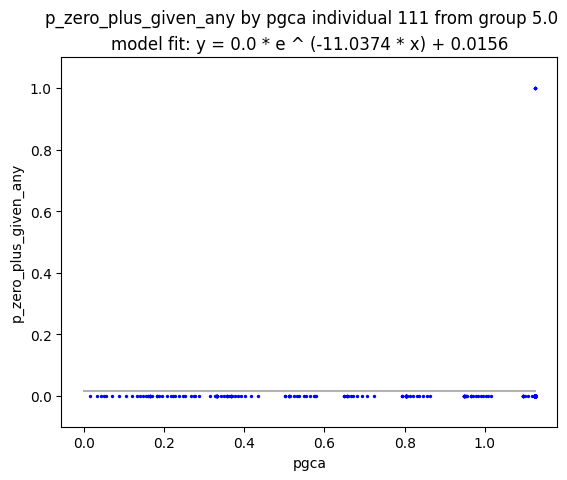 p_zero_plus_given_any by pgca individual 111 from group 5.0
model fit: y = 0.0 * e ^ (-11.0374 * x) + 0.0156
1.0
0.8
0.6
0.4
0.2
0.0
p_zero_plus_given_any
0.0 0.2 0.4 0.6 0.8 1.0
pgca